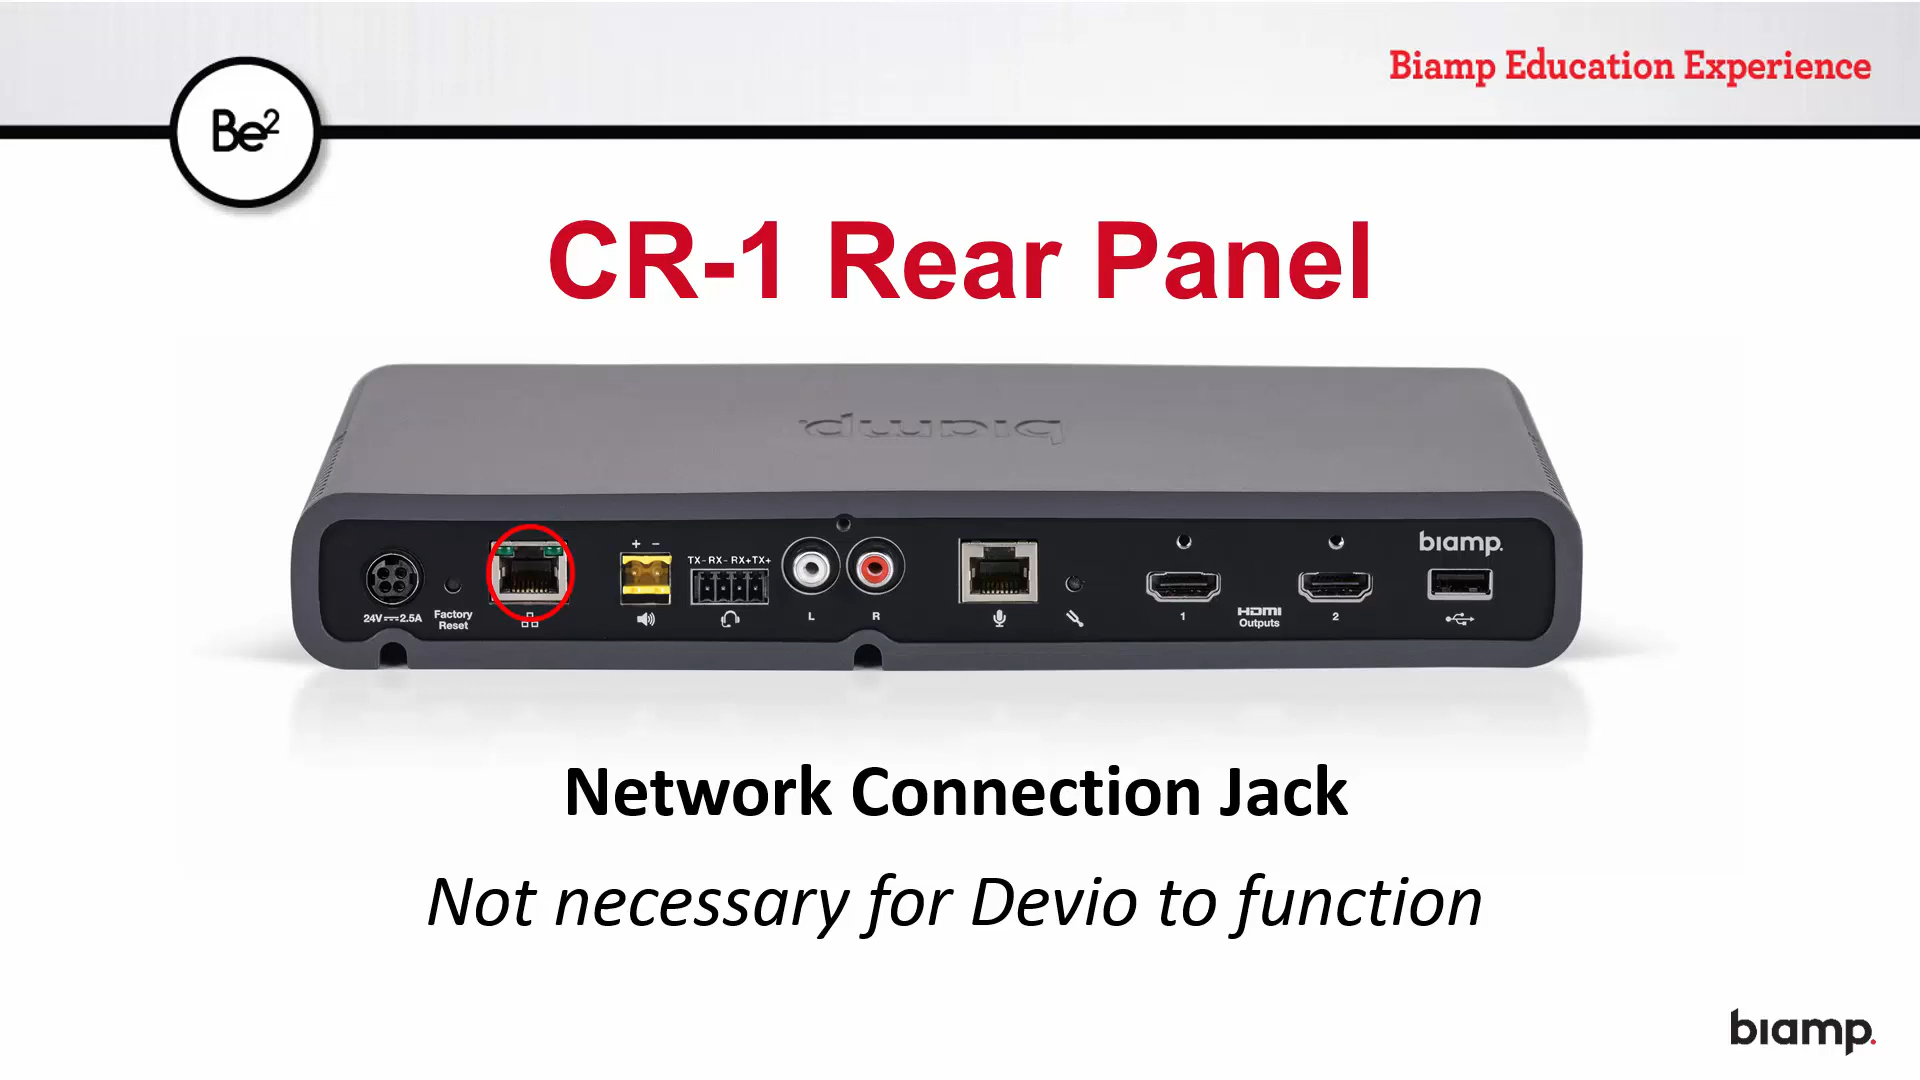 Biamp Education Experience
Be²
CR-1 Rear Panel
biamp
biamp.
+ -
TX- RX- RX+ TX+
24V⎓2.5A
Factory
Reset
L
R
1
HDMI
Outputs
2
Network Connection Jack
Not necessary for Devio to function
biamp.